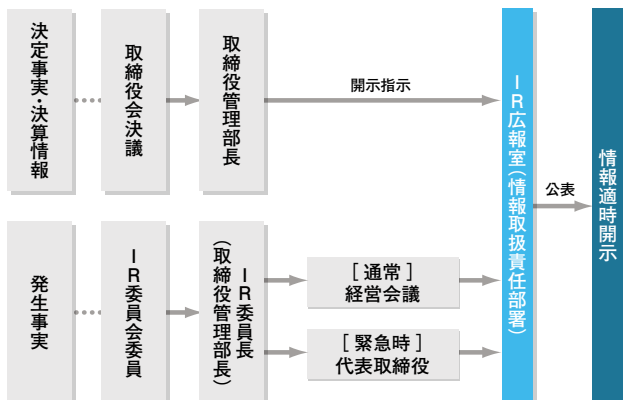 決定事実・決算情報
取締役会決議
取締役管理部長
開示指示
発生事実
IR委員会委員
IR委員長
（取締役管理部長）
［通常］
経営会議
［緊急時］
代表取締役
IR広報室（情報取扱責任部署）
公表
情報適時開示